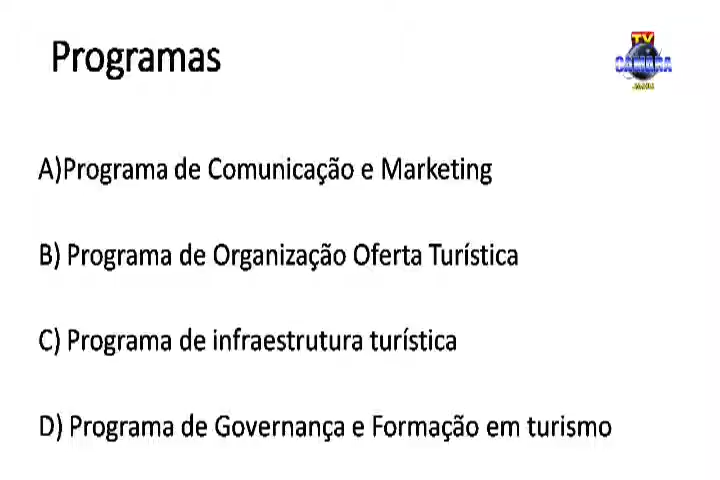 Programas
TV
CAMARA
A)Programa de Comunicação e Marketing
B) Programa de Organização Oferta Turística
C) Programa de infraestrutura turística
D) Programa de Governança e Formação em turismo